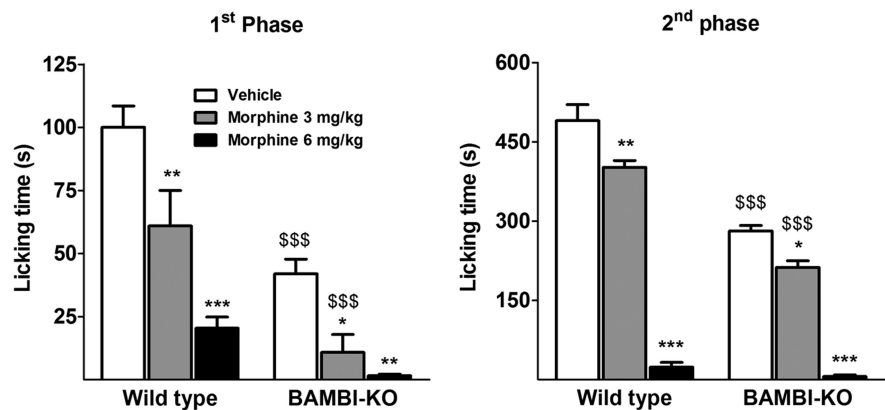 1st Phase
125
100
75
50
25
Licking time (s)
Vehicle
Morphine 3 mg/kg
Morphine 6 mg/kg
**
***
$$$
$$$
*
**
Wild type
BAMBI-KO
2nd phase
600
450
300
150
Licking time (s)
**
***
$$$
$$$
*
***
Wild type
BAMBI-KO